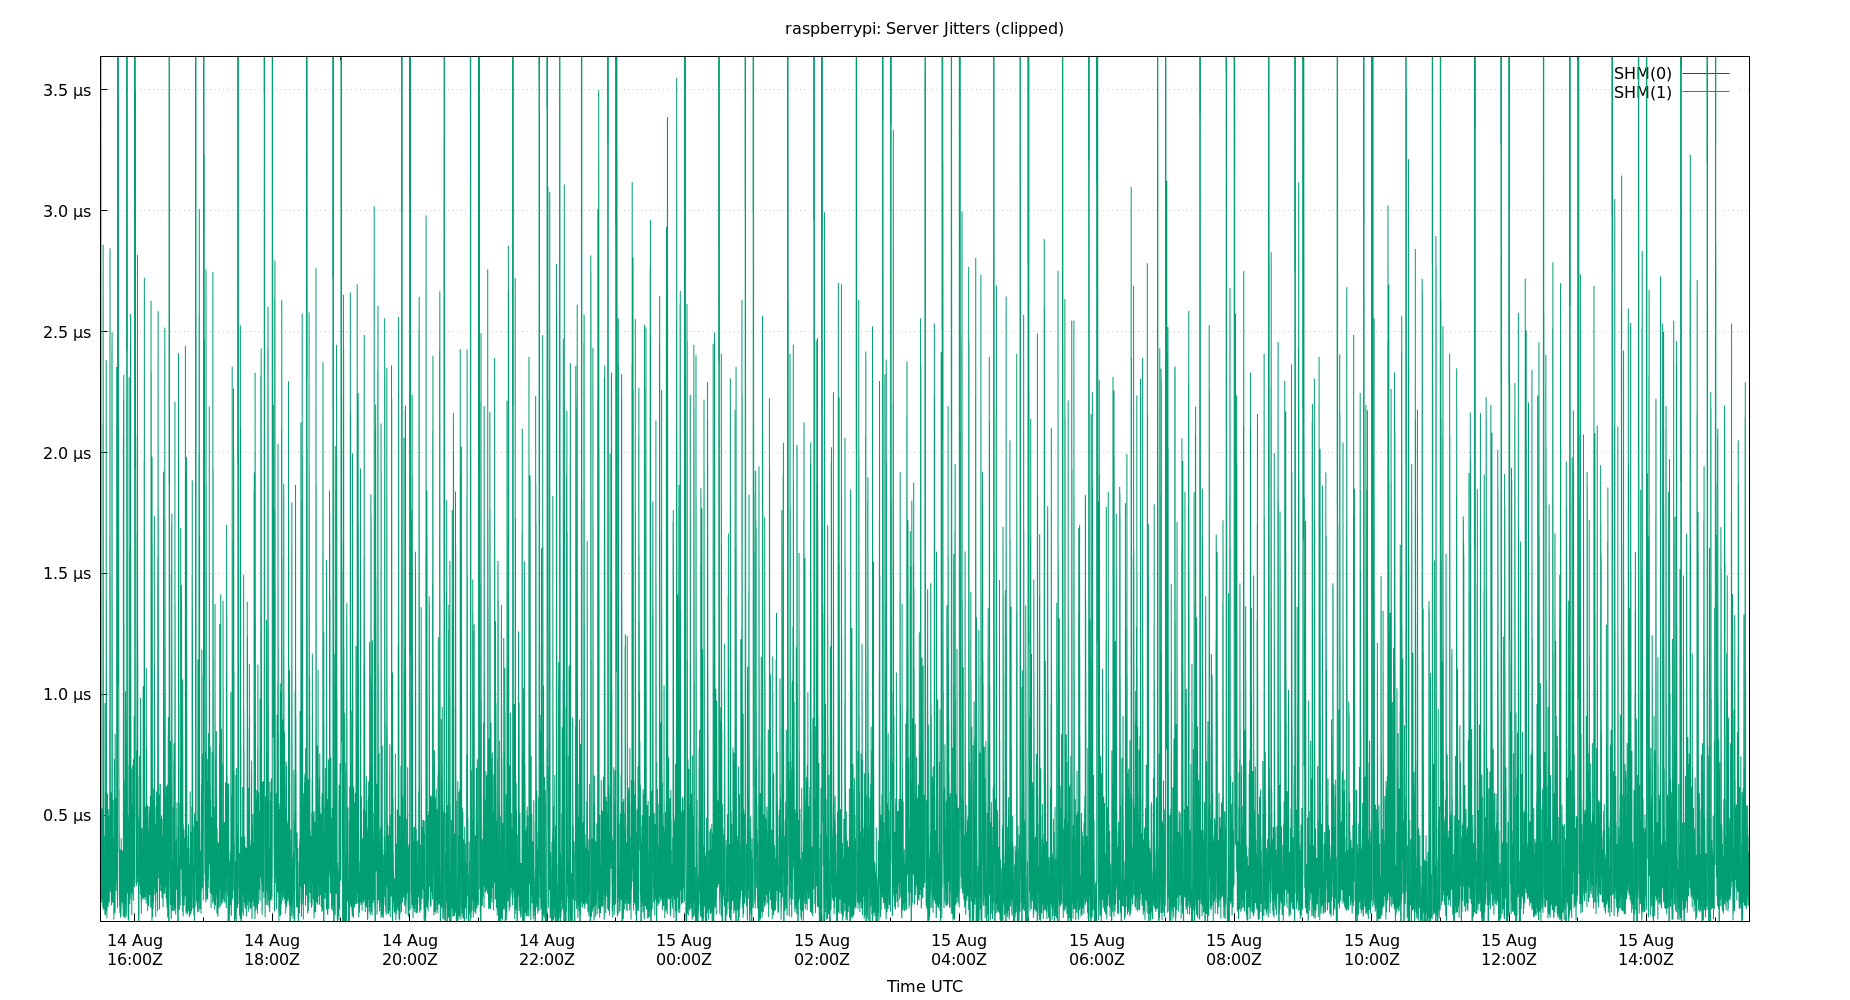 raspberrypi: Server Jitters (clipped)
SHM(0)
SHM(1)
3.5 µs
3.0 µs
2.5 µs
2.0 µs
1.5 µs
1.0 µs
0.5 µs
14 Aug 14 Aug 14 Aug 14 Aug 15 Aug 15 Aug 15 Aug 15 Aug 15 Aug 15 Aug 15 Aug 15 Aug
16:00Z 18:00Z 20:00Z 22:00Z 00:00Z 02:00Z 04:00Z 06:00Z 08:00Z 10:00Z 12:00Z 14:00Z
Time UTC